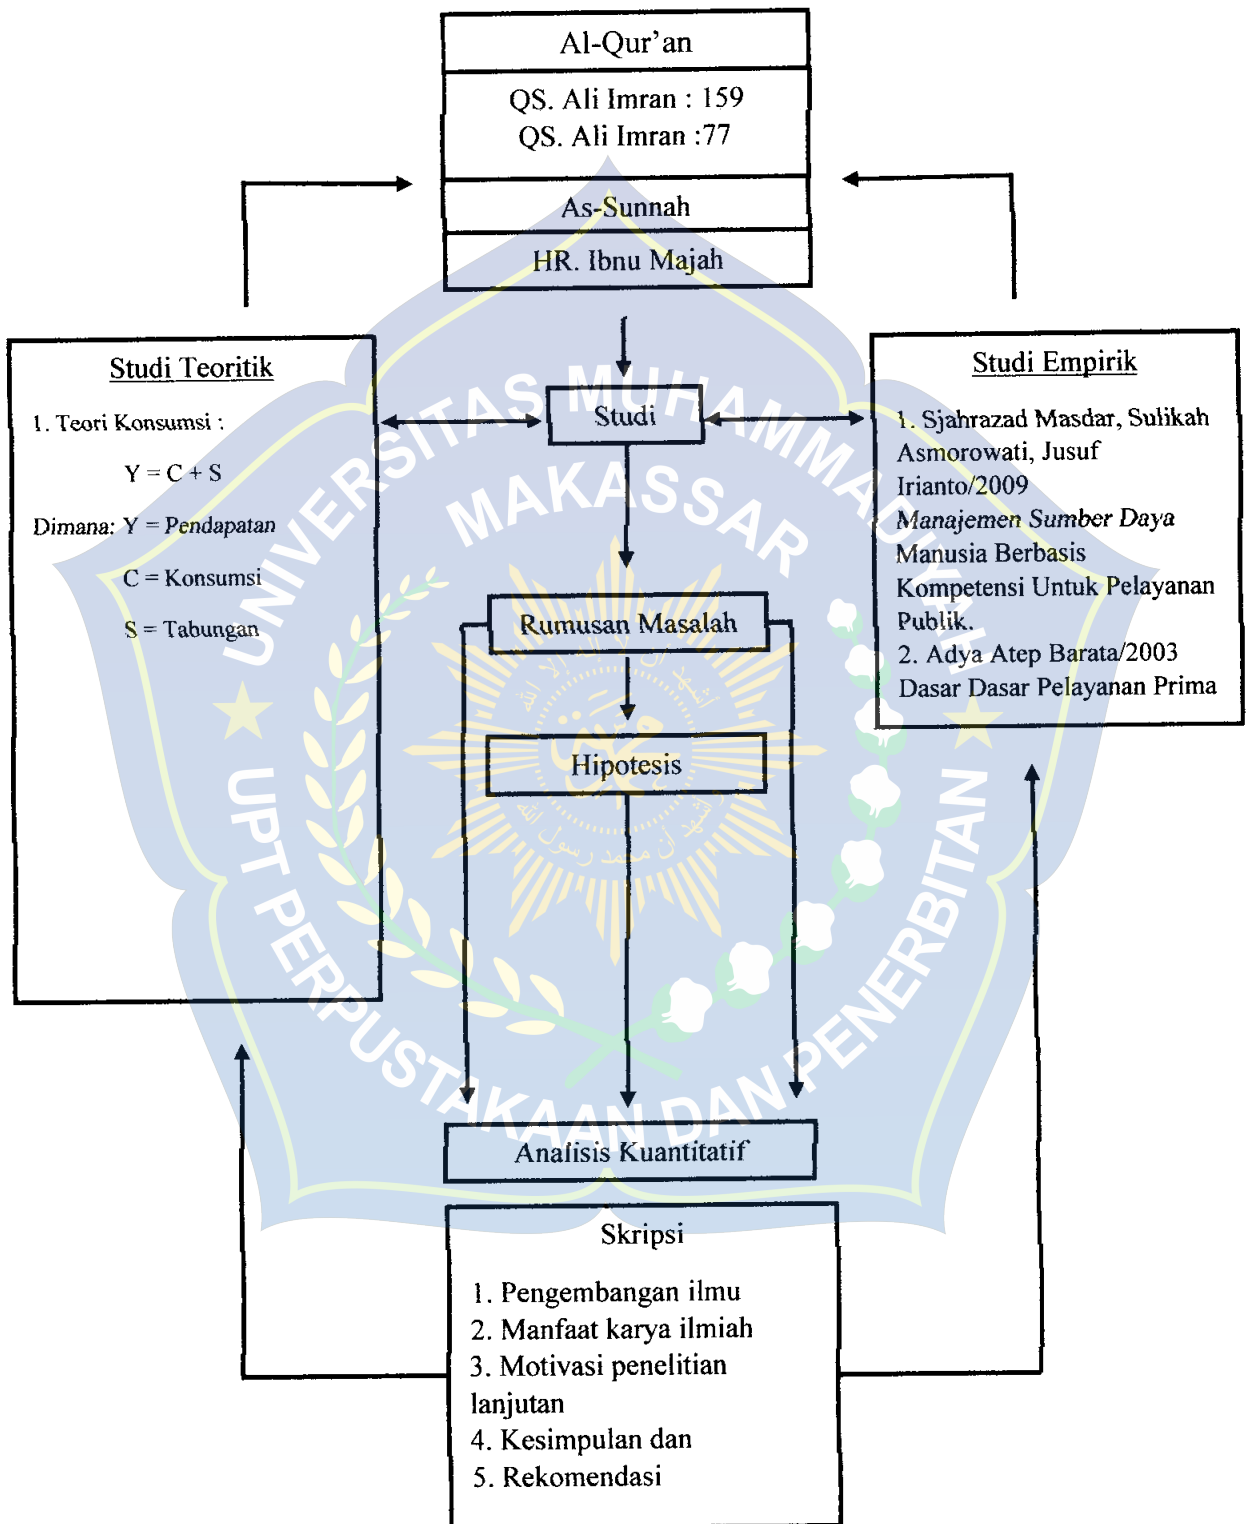 Al-Qur'an
QS. Ali Imran : 159
QS. Ali Imran :77
As-Sunnah
HR. Ibnu Majah
Studi Teoritik
1. Teori Konsumsi :
Y = C + S
Dimana: Y = Pendapatan
C = Konsumsi
S = Tabungan
Studi
Studi Empirik
1. Sjahrazad Masdar, Sulikah
Asmorowati, Jusuf
Irianto/2009
Manajemen Sumber Daya
Manusia Berbasis
Kompetensi Untuk Pelayanan
Publik.
2. Adya Atep Barata/2003
Dasar Dasar Pelayanan Prima
Rumusan Masalah
Hipotesis
Analisis Kuantitatif
Skripsi
1. Pengembangan ilmu
2. Manfaat karya ilmiah
3. Motivasi penelitian
lanjutan
4. Kesimpulan dan
5. Rekomendasi
UNIVERSITAS MUHAMMADIYAH
MAKASSAR
UPT PERPUSTAKAAN DAN PENERBITAN